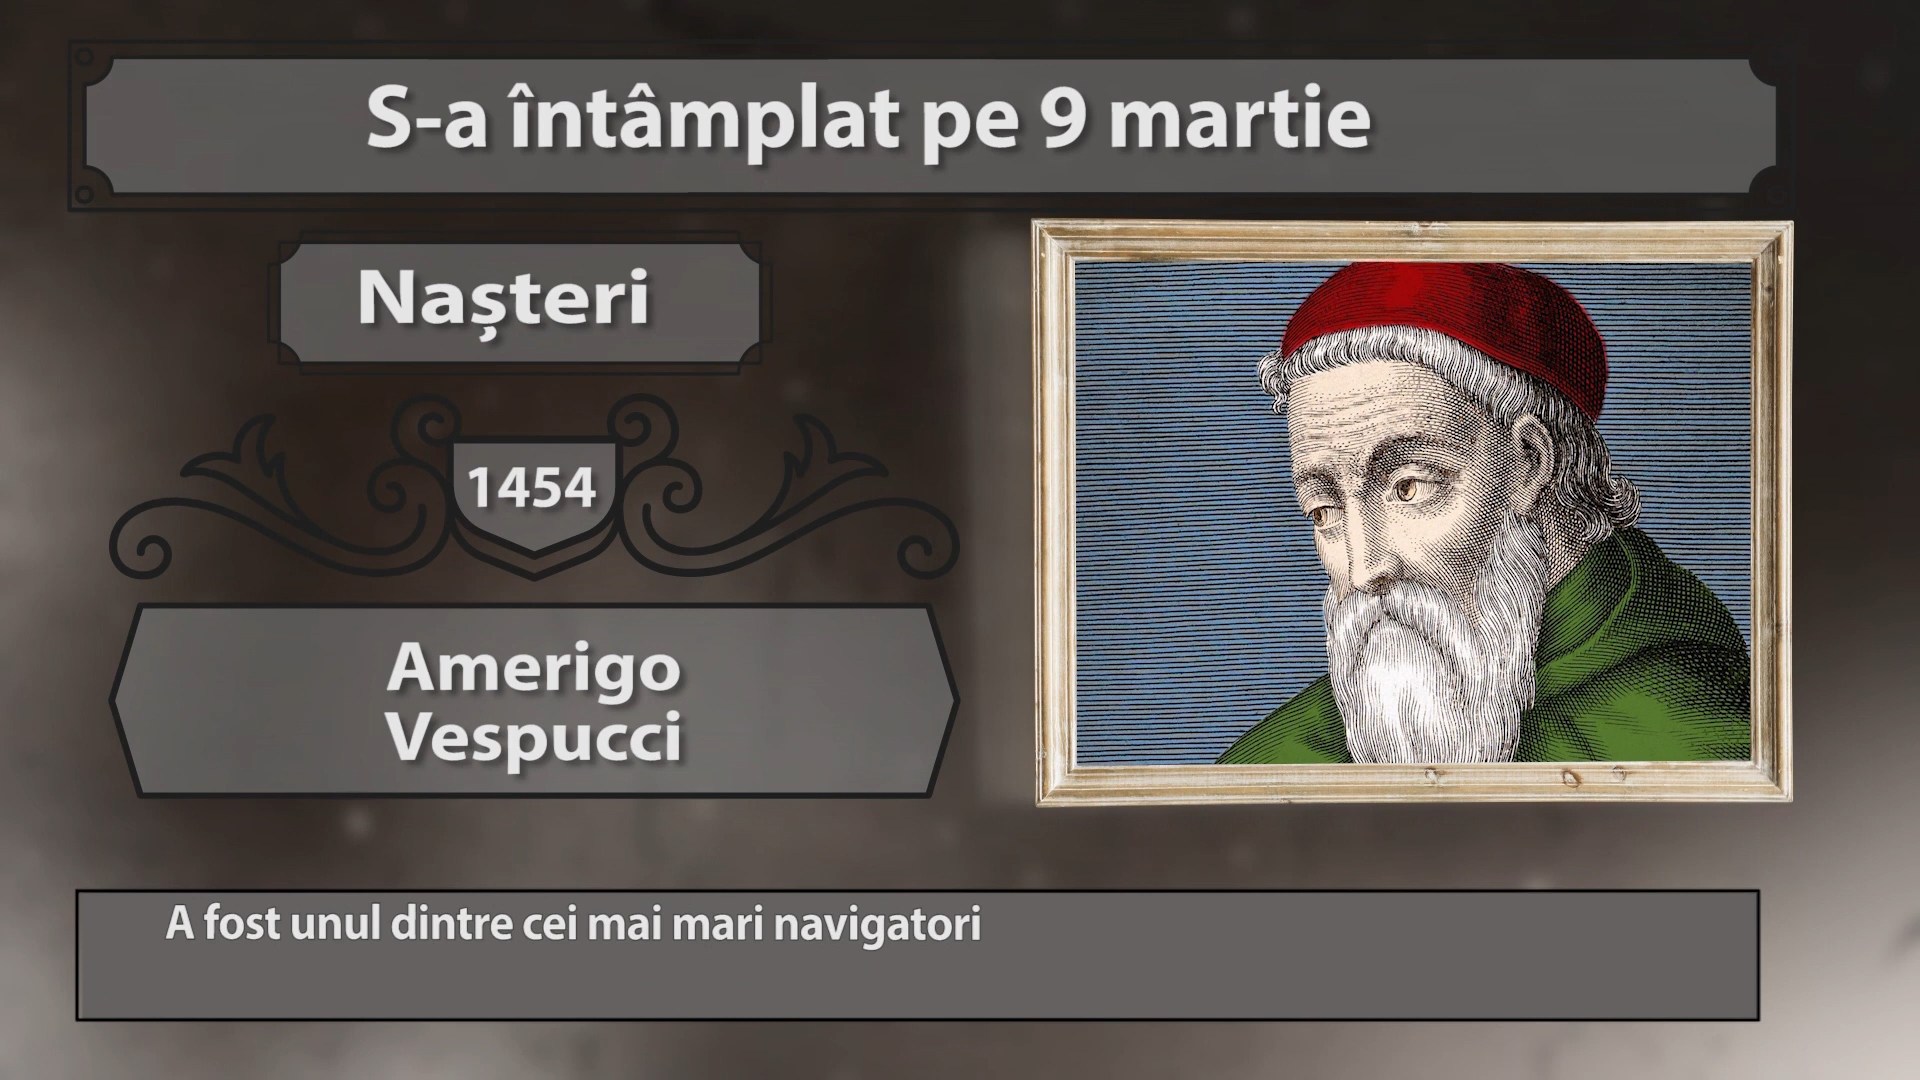 S-a întâmplat pe 9 martie
Nașteri
1454
Amerigo
Vespucci
A fost unul dintre cei mai mari navigatori